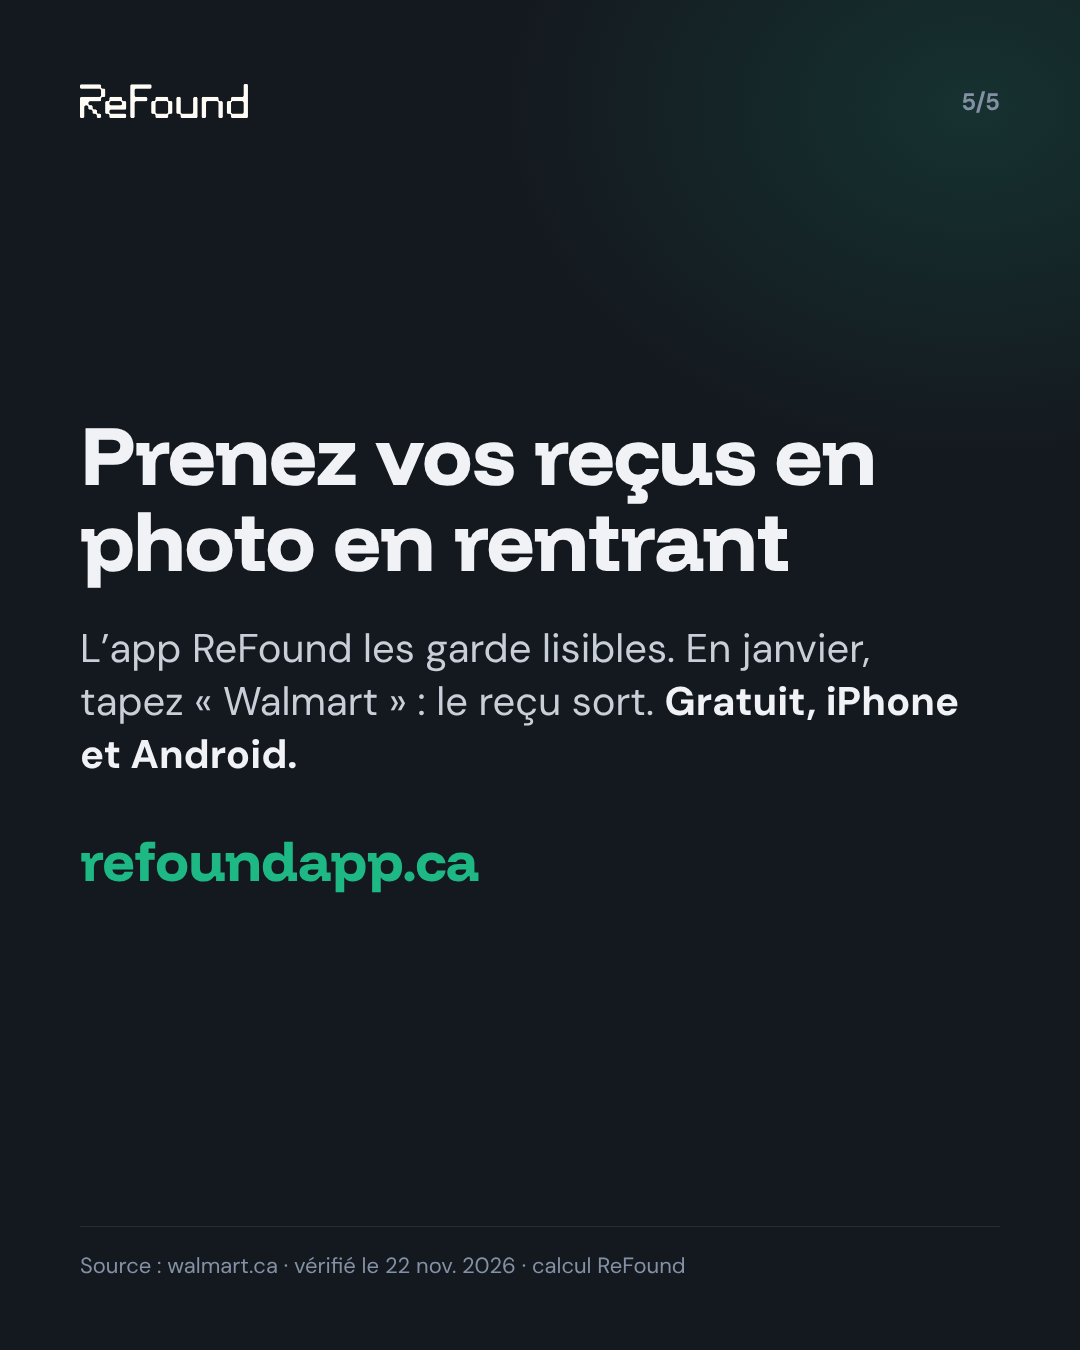 ReFound
5/5
Prenez vos reçus en
photo en rentrant
L’app ReFound les garde lisibles. En janvier,
tapez « Walmart » : le reçu sort. Gratuit, iPhone
et Android.
refoundapp.ca
Source : walmart.ca · vérifié le 22 nov. 2026 · calcul ReFound